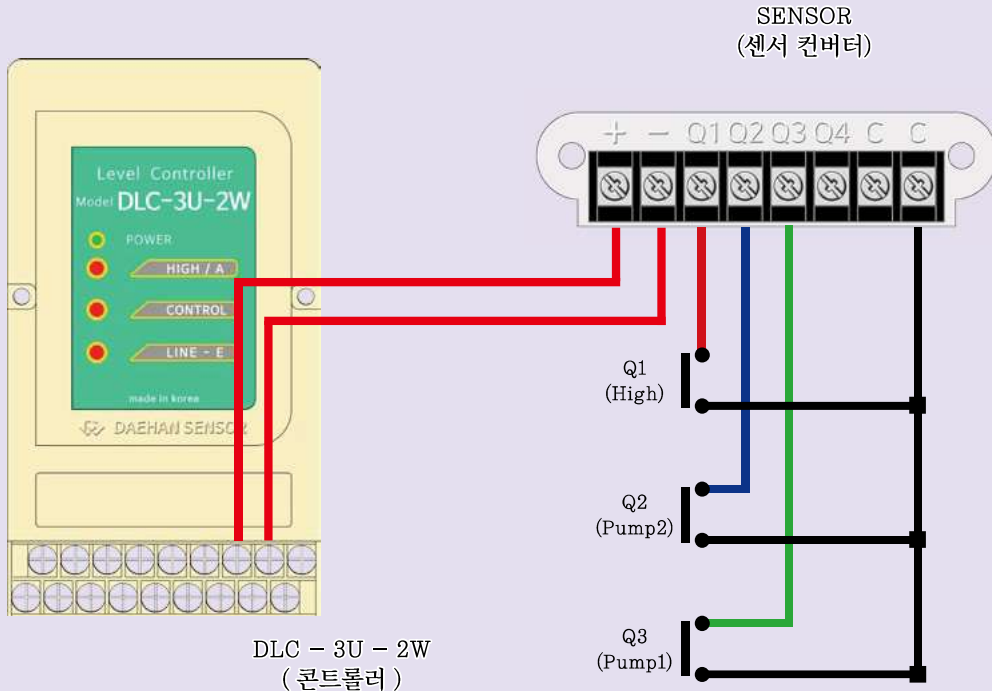 SENSOR
(센서 컨버터)
+ − Q1 Q2 Q3 Q4 C C
Level Controller
Model DLC-3U-2W
POWER
HIGH / A
CONTROL
LINE - E
made in korea
DAEHAN SENSOR
Q1
(High)
Q2
(Pump2)
Q3
(Pump1)
DLC − 3U − 2W
( 콘트롤러 )